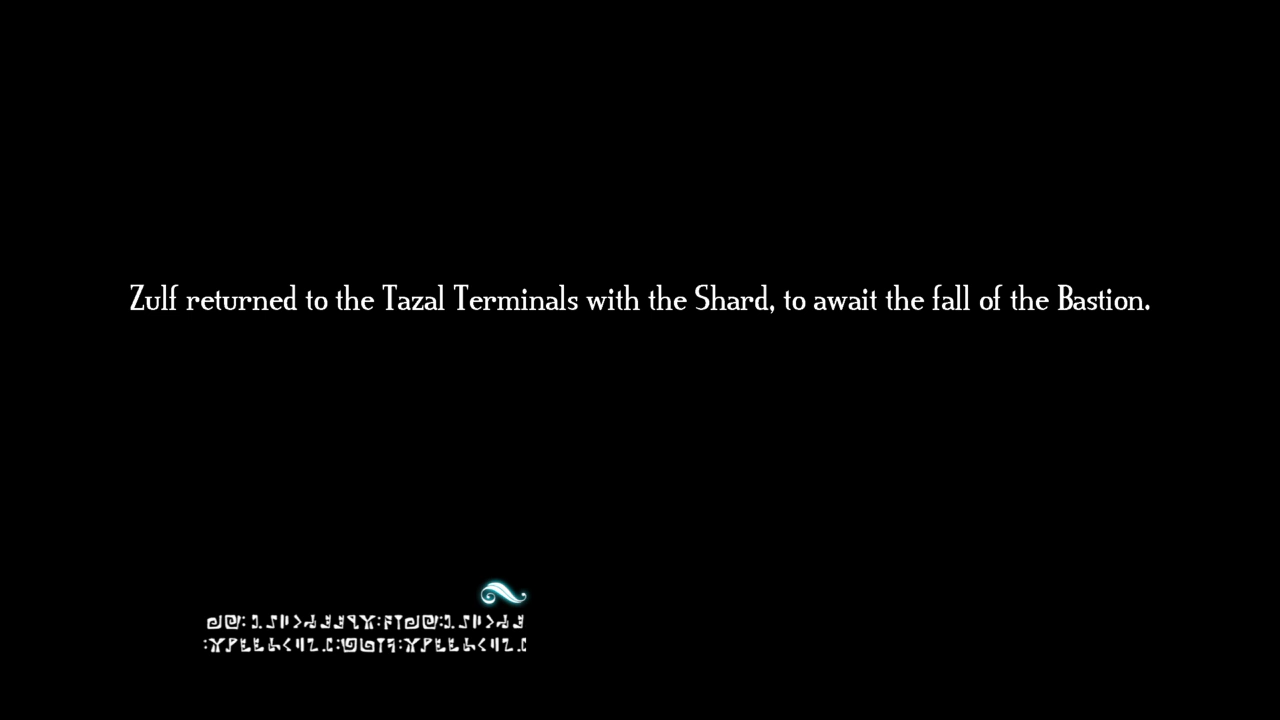 Zulf returned to the Tazal Terminals with the Shard, to await the fall of the Bastion.